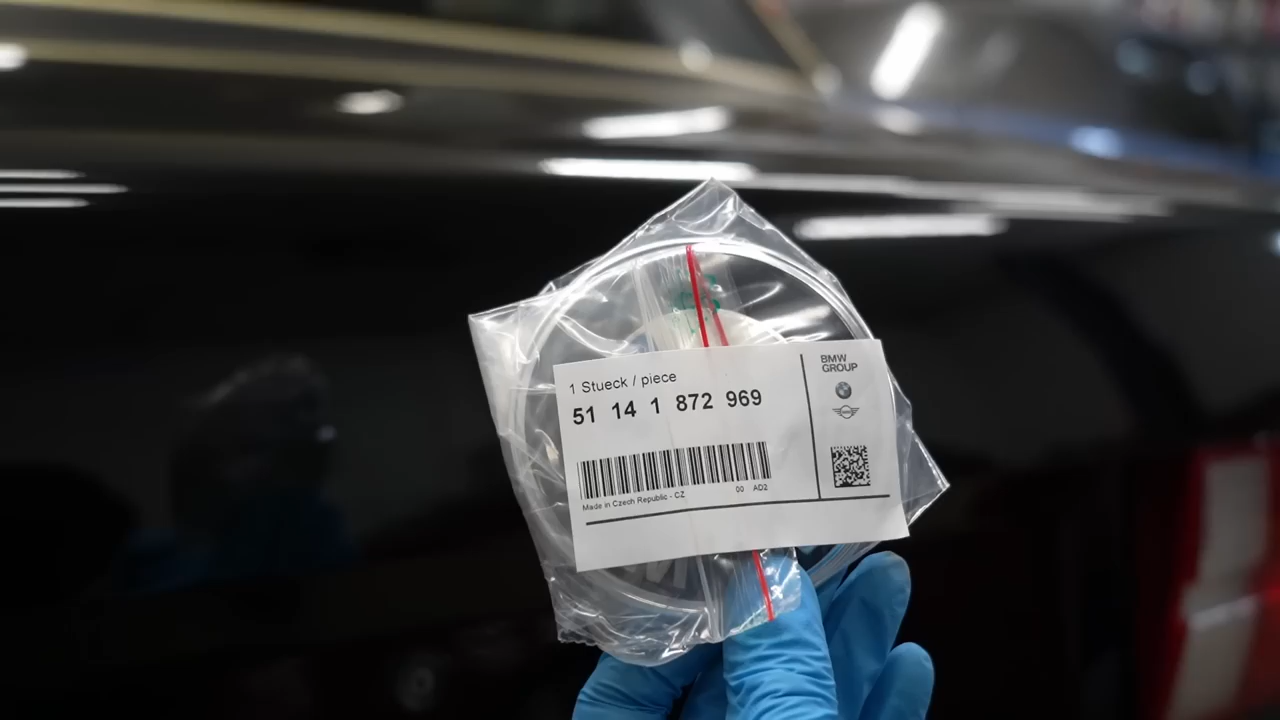 1 Stueck / piece
51 14 1 872 969
Made in Czech Republic - CZ
00 AD2
BMW
GROUP